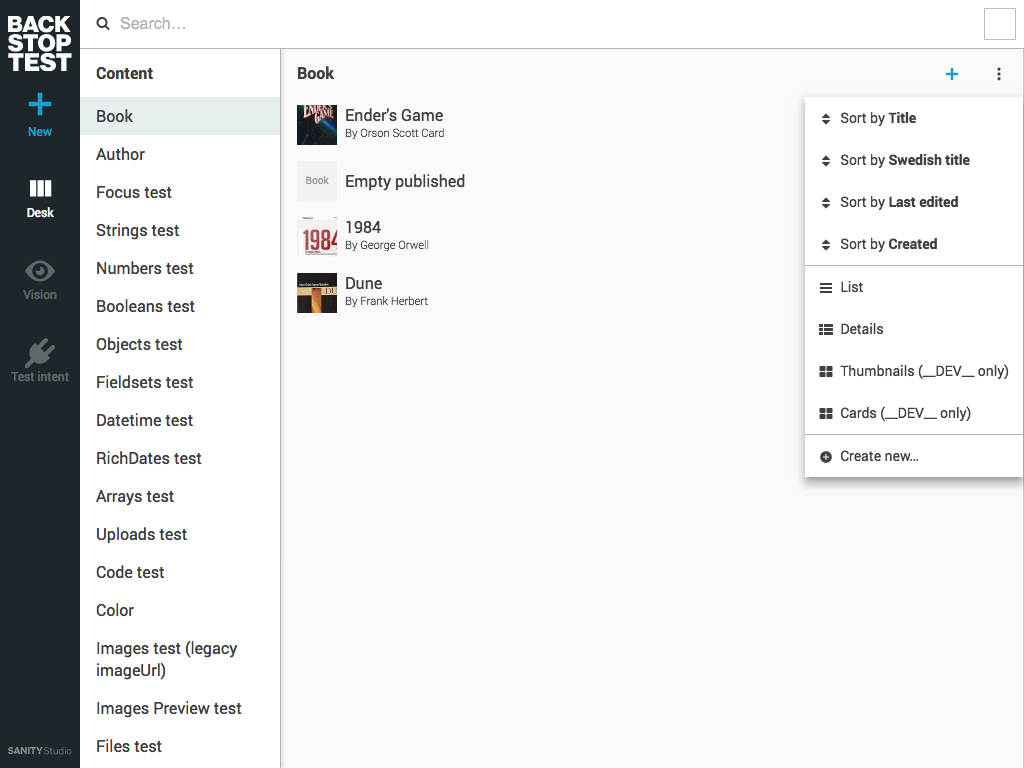 BACK
STOP
TEST
Search…
New
Desk
Vision
Test intent
SANITY Studio
Content
Book
Author
Focus test
Strings test
Numbers test
Booleans test
Objects test
Fieldsets test
Datetime test
RichDates test
Arrays test
Uploads test
Code test
Color
Images test (legacy
imageUrl)
Images Preview test
Files test
Book
ENDER'S
GAME
Ender's Game
By Orson Scott Card
Book
Empty published
1984
1984
By George Orwell
DU
Dune
By Frank Herbert
Sort by Title
Sort by Swedish title
Sort by Last edited
Sort by Created
List
Details
Thumbnails (__DEV__ only)
Cards (__DEV__ only)
Create new…